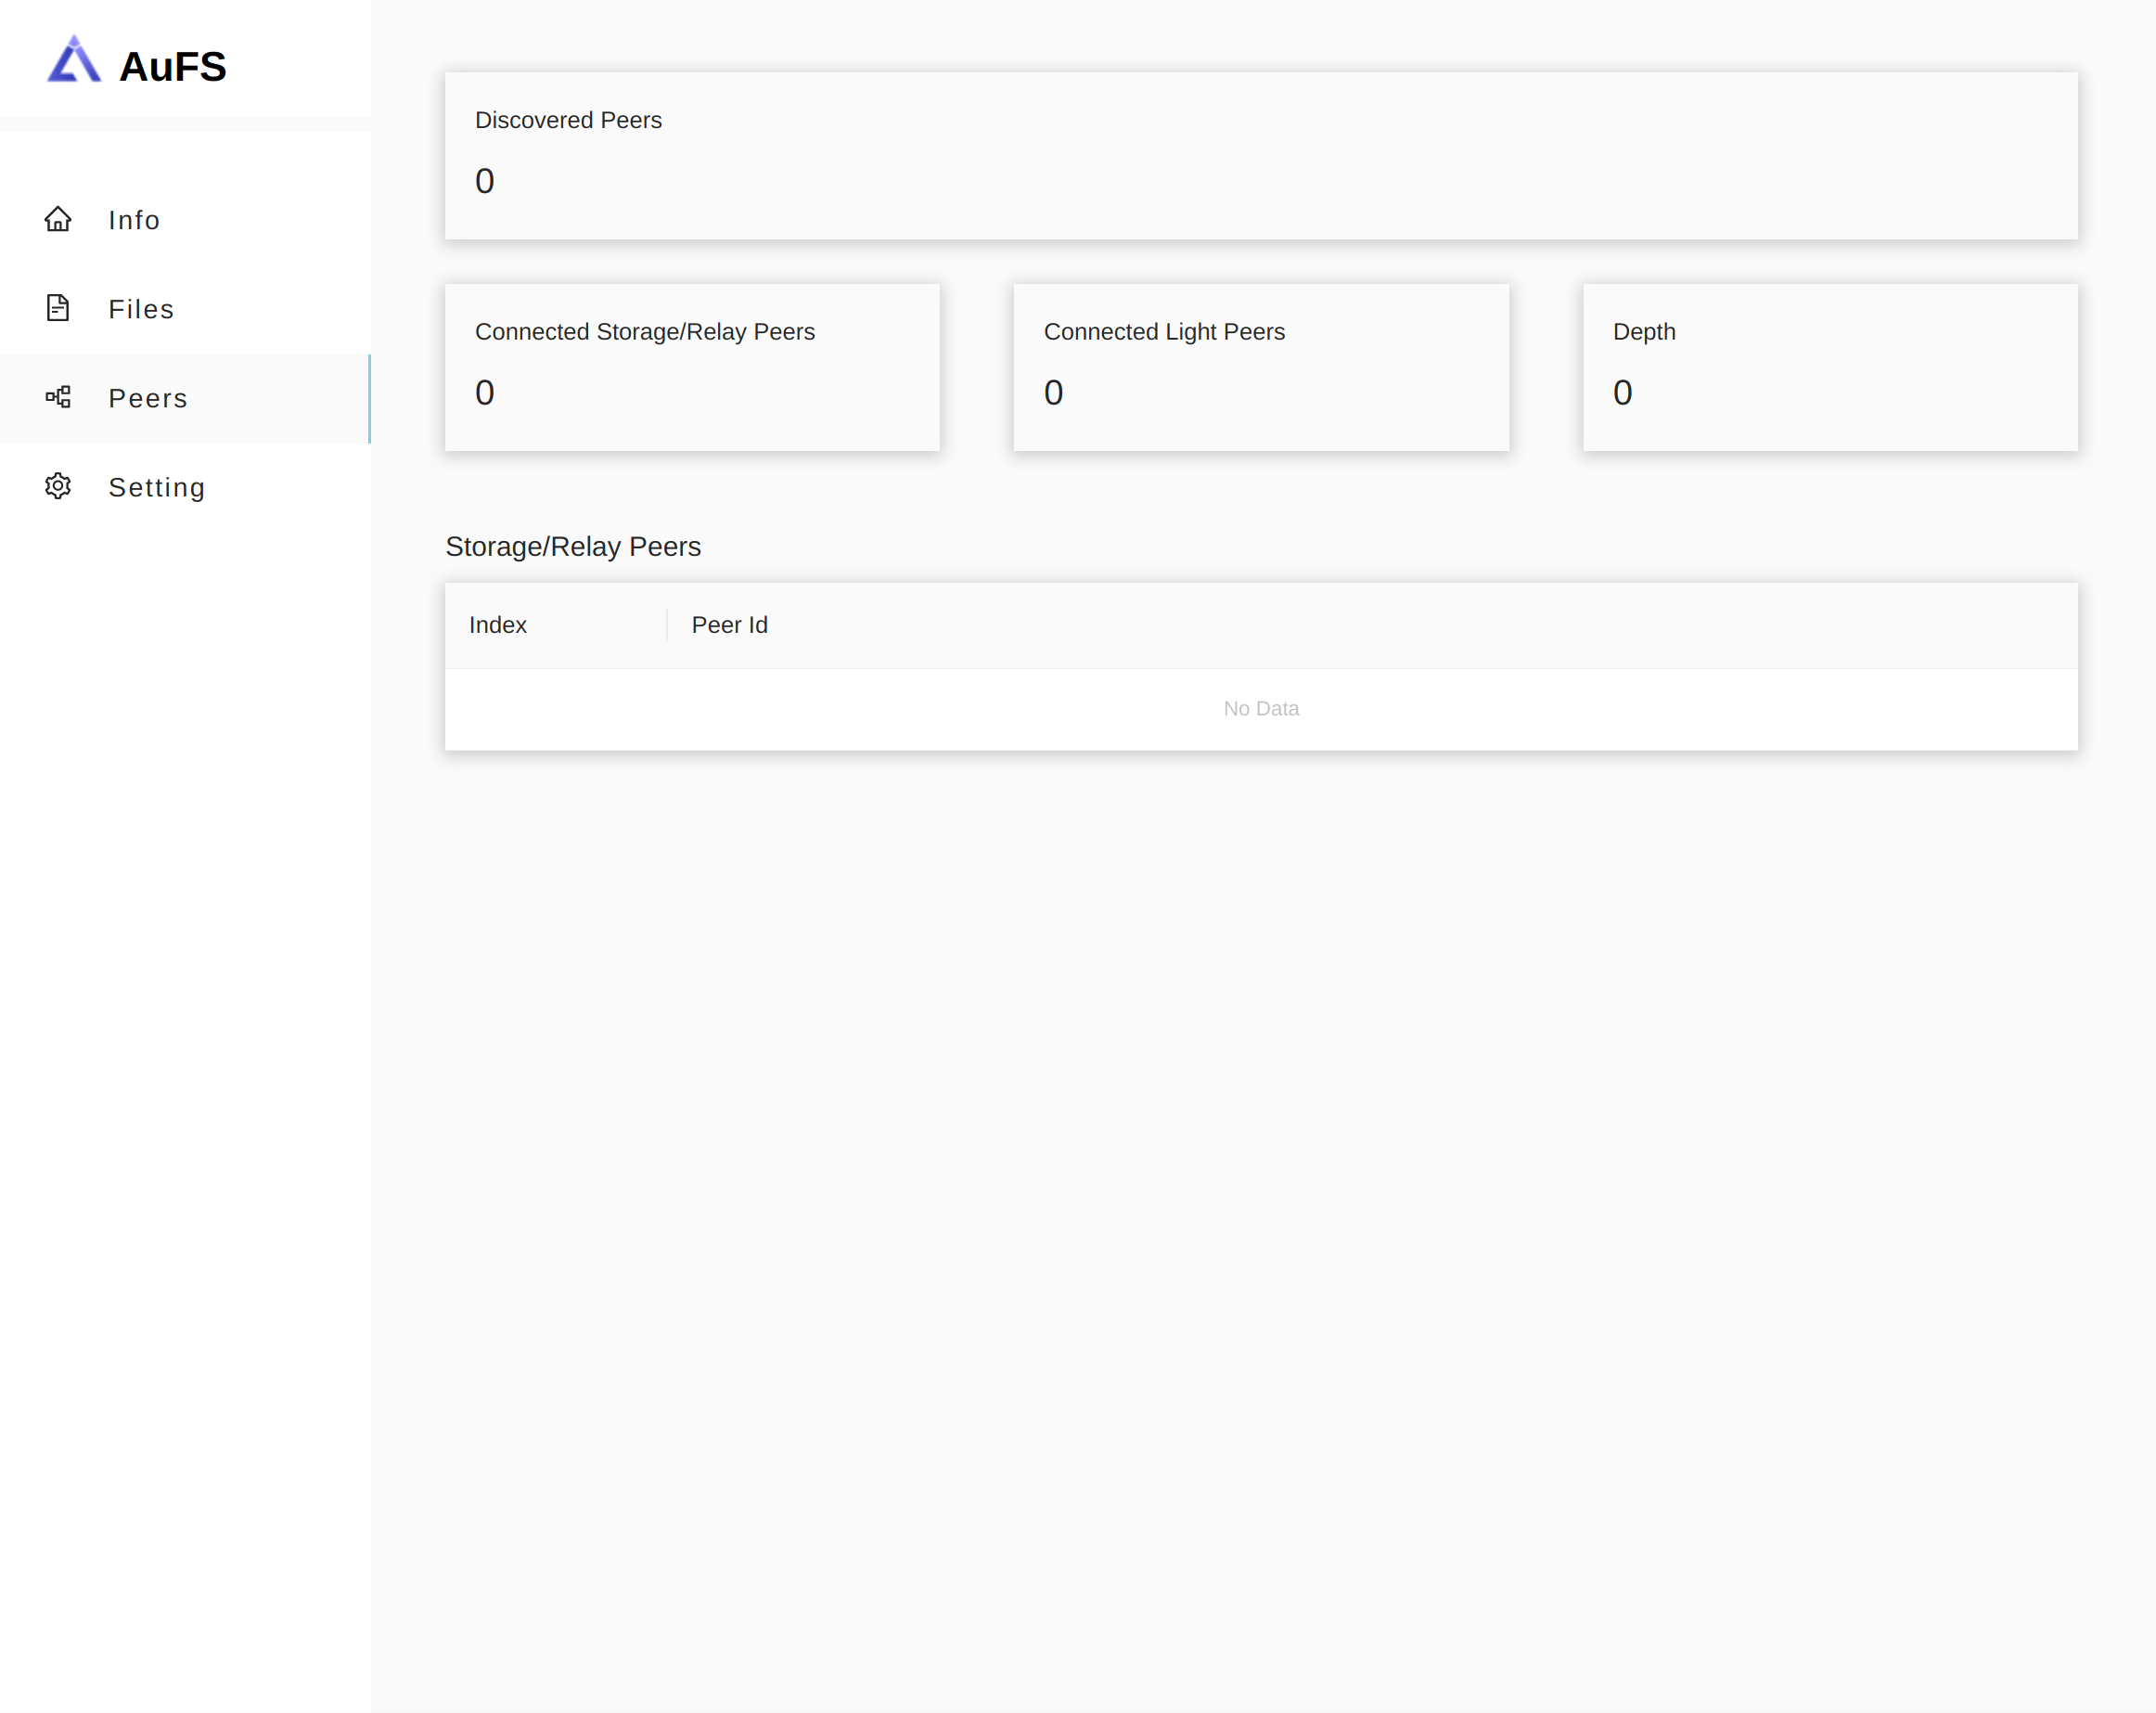 AuFS
Info
Files
Peers
Setting
Discovered Peers
0
Connected Storage/Relay Peers
0
Connected Light Peers
0
Depth
0
Storage/Relay Peers
Index Peer Id
No Data